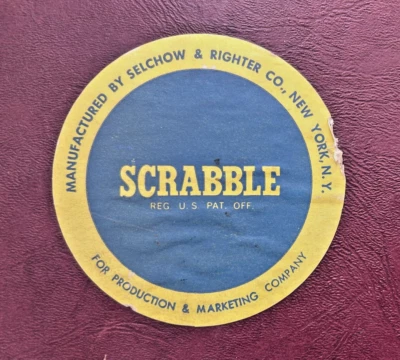 MANUFACTURED BY SELCHOW & RIGHTER CO., NEW YORK, N.Y.
SCRABBLE
REG. U.S. PAT. OFF.
FOR PRODUCTION & MARKETING COMPANY